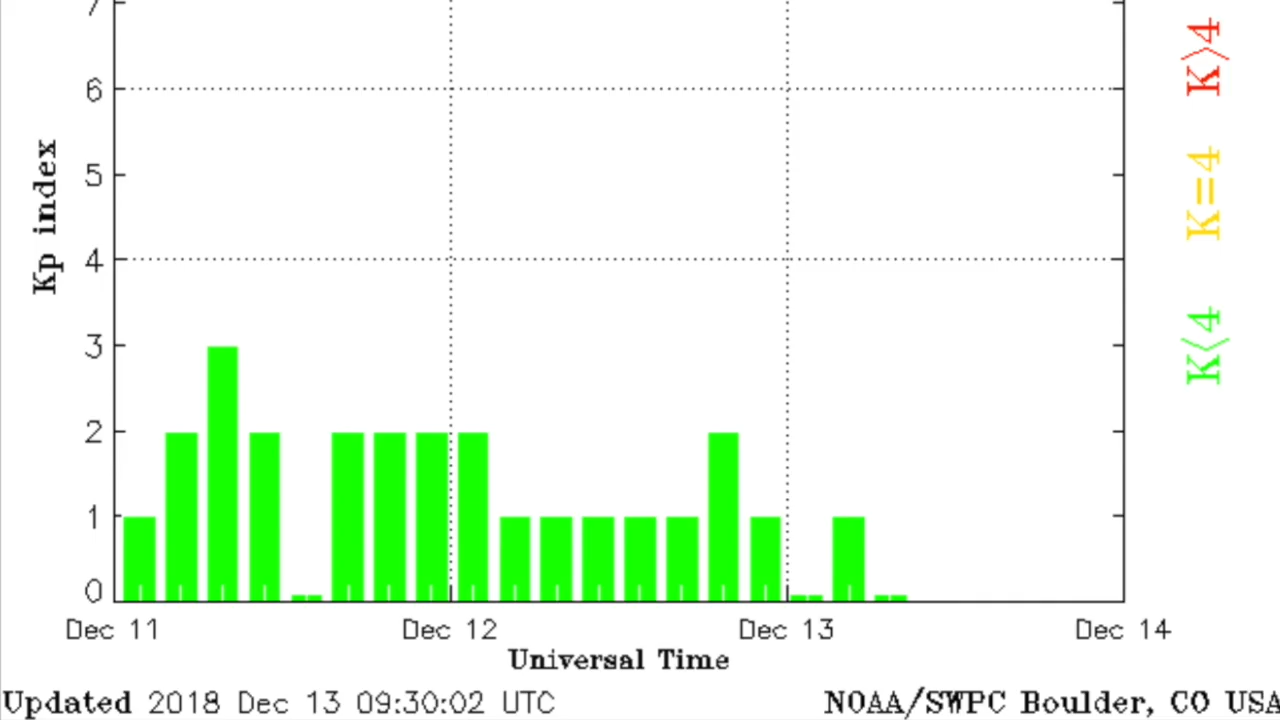 7
6
5
4
3
2
1
0
Kp index
K>4
K=4
K<4
Dec 11 Dec 12 Dec 13 Dec 14
Universal Time
Updated 2018 Dec 13 09:30:02 UTC NOAA/SWPC Boulder, CO USA